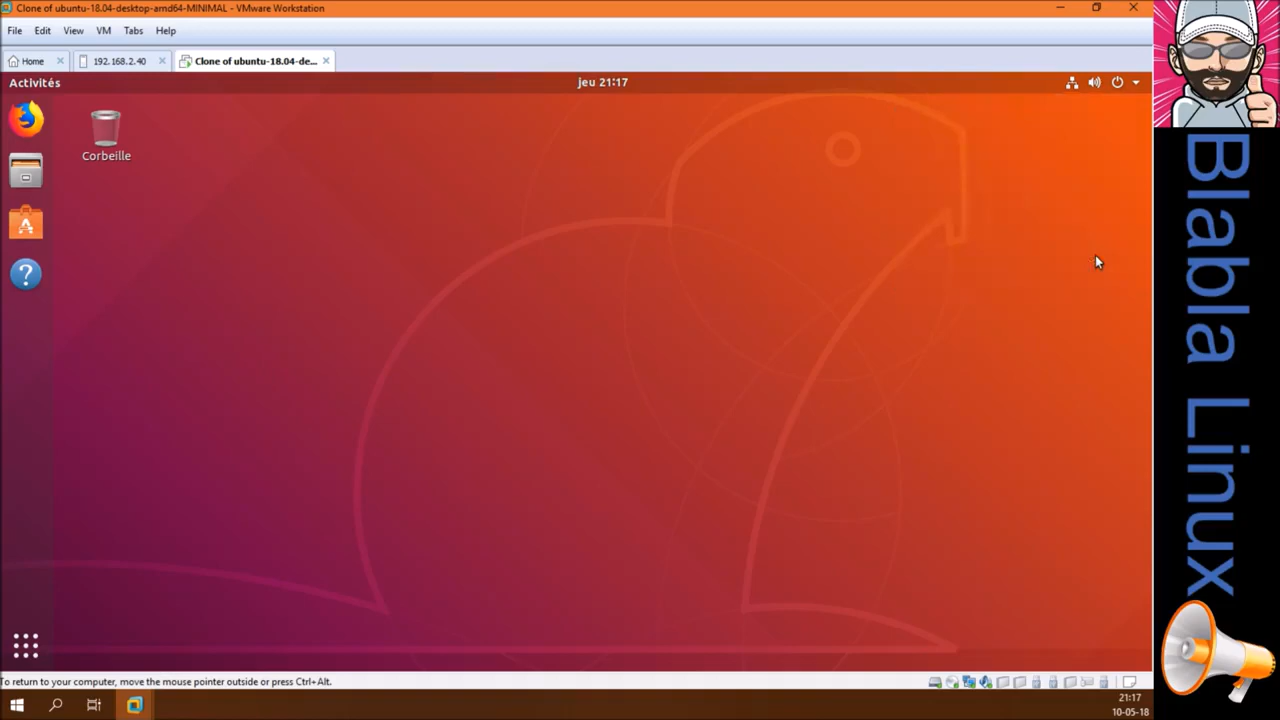 Clone of ubuntu-18.04-desktop-amd64-MINIMAL - VMware Workstation
File Edit View VM Tabs Help
Home 192.168.2.40 Clone of ubuntu-18.04-de...
Activités jeu 21:17
Corbeille
To return to your computer, move the mouse pointer outside or press Ctrl+Alt.
21:17
10-05-18
Blabla Linux